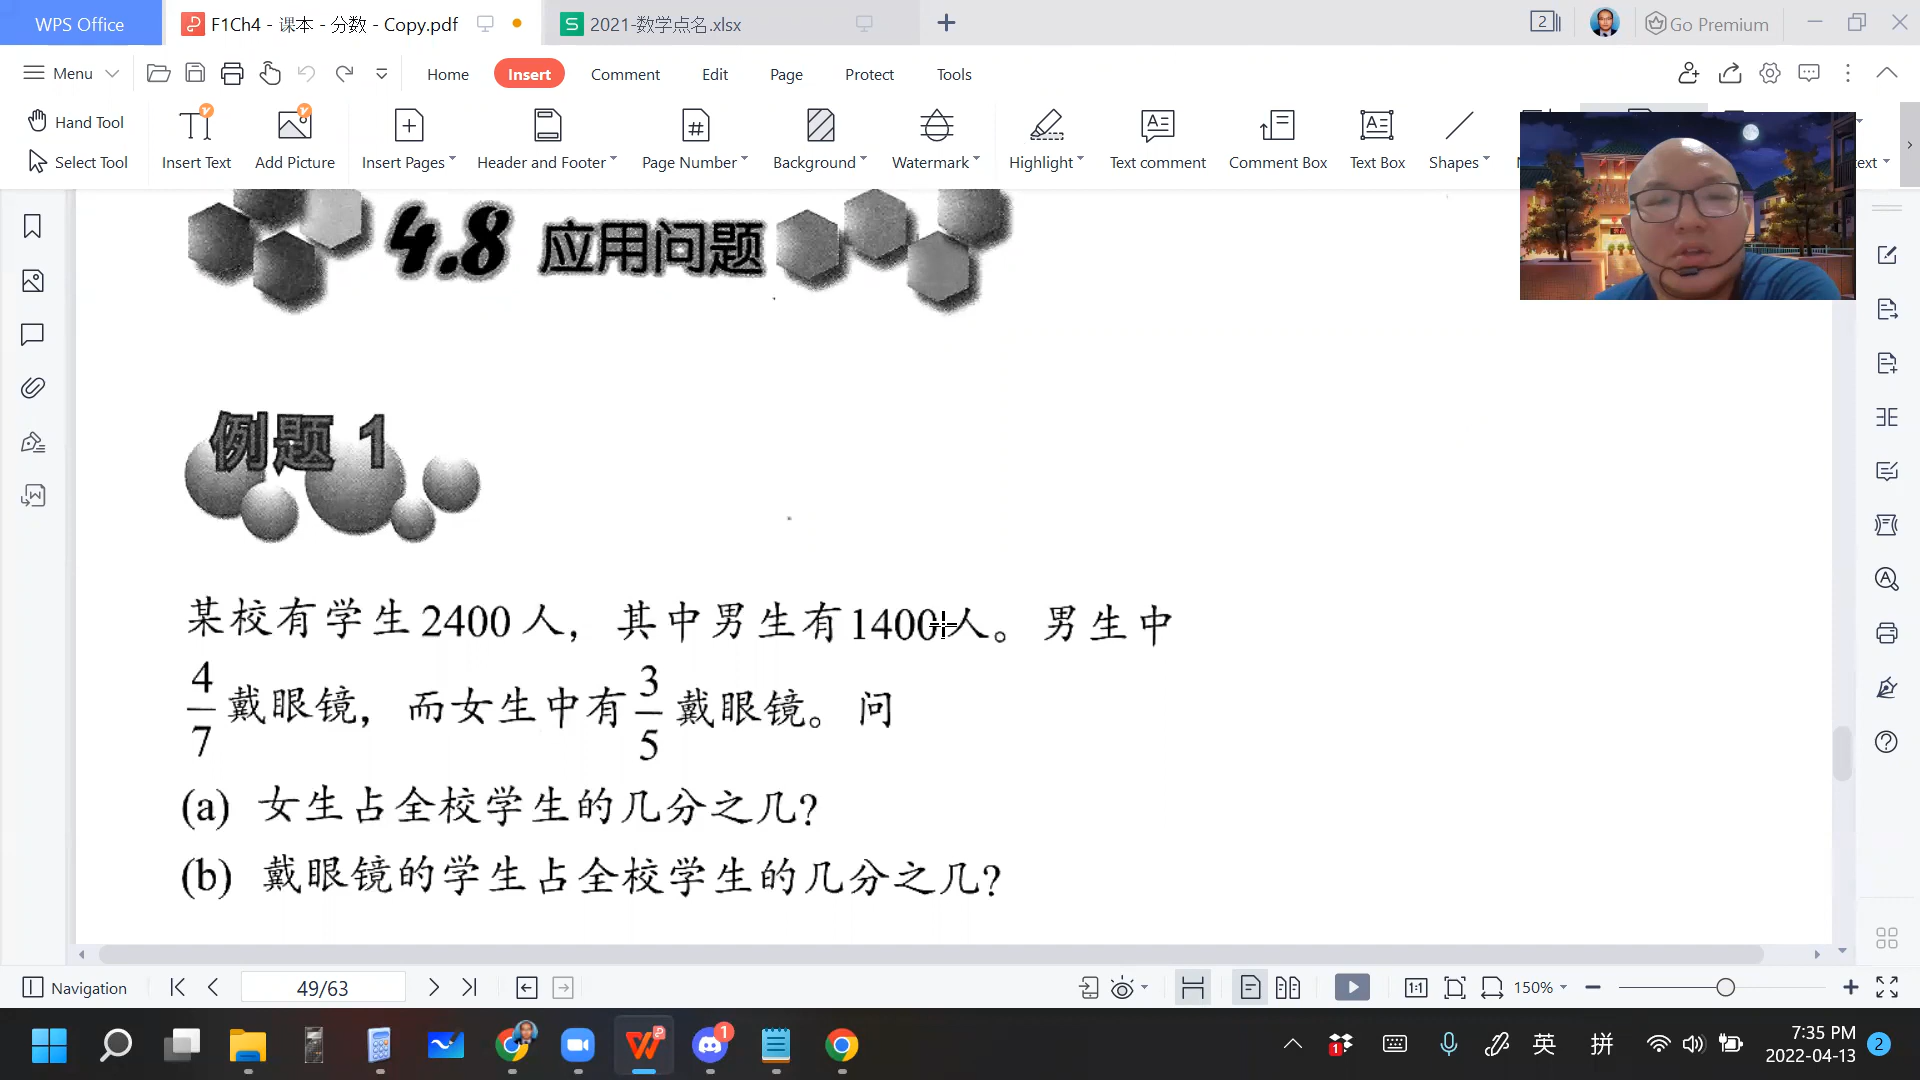 WPS Office
F1Ch4 - 课本 - 分数 - Copy.pdf
S 2021-数学点名.xlsx
2
Go Premium
Menu
Home
Insert
Comment
Edit
Page
Protect
Tools
Hand Tool
Select Tool
Insert Text
Add Picture
Insert Pages
Header and Footer
Page Number
Background
Watermark
Highlight
Text comment
Comment Box
Text Box
Shapes
4.8 应用问题
例题 1
某校有学生2400人，其中男生有1400人。男生中
4/7戴眼镜，而女生中有3/5戴眼镜。问
(a) 女生占全校学生的几分之几?
(b) 戴眼镜的学生占全校学生的几分之几?
Navigation
49/63
1:1
150%
1
1
英
拼
7:35 PM
2022-04-13
2